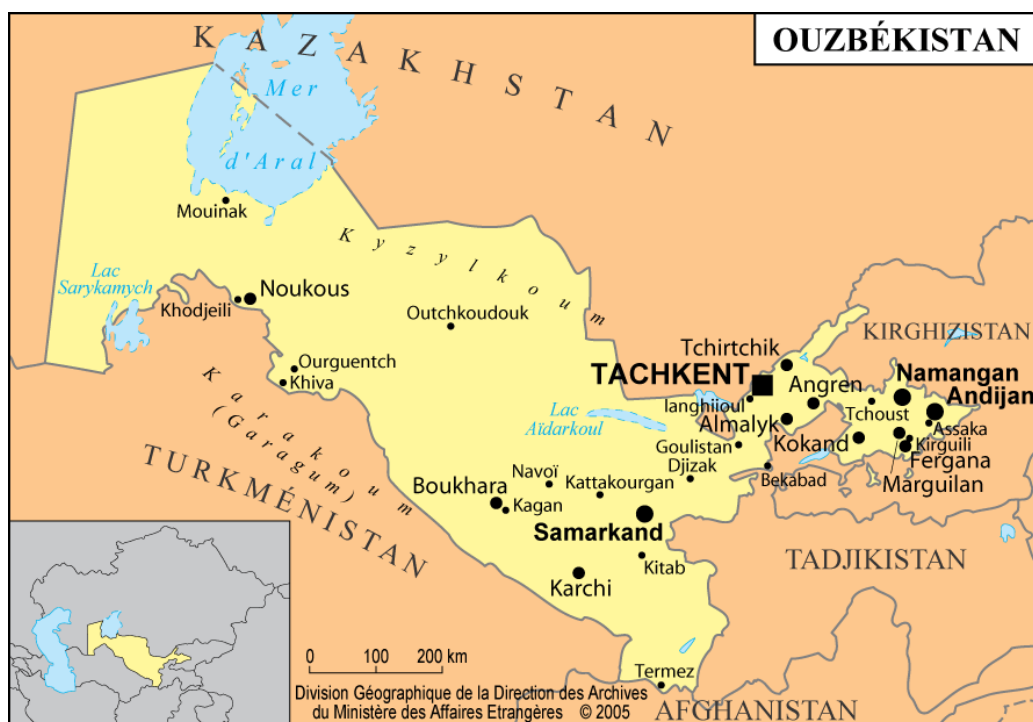 OUZBÉKISTAN
KAZAKHSTAN
Mer
d'Aral
Mouinak
Kyzylkoum
Lac
Sarykamych
Khodjeili
Noukous
Outchkoudouk
KIRGHIZISTAN
Tchirtchik
Ourguentch
Khiva
TACHKENT
Angren
Namangan
Andijan
Karakoum
(Garagum)
Lac
Aïdarkoul
Ianghiioul
Almalyk
Tchoust
Assaka
Kokand
Kirguili
Goulistan
Djizak
Fergana
Bekabad
Marguilan
TURKMÉNISTAN
Navoï
Kattakourgan
Boukhara
Kagan
Samarkand
Kitab
TADJIKISTAN
Karchi
0 100 200 km
Termez
Division Géographique de la Direction des Archives
du Ministère des Affaires Etrangères © 2005
AFGHANISTAN